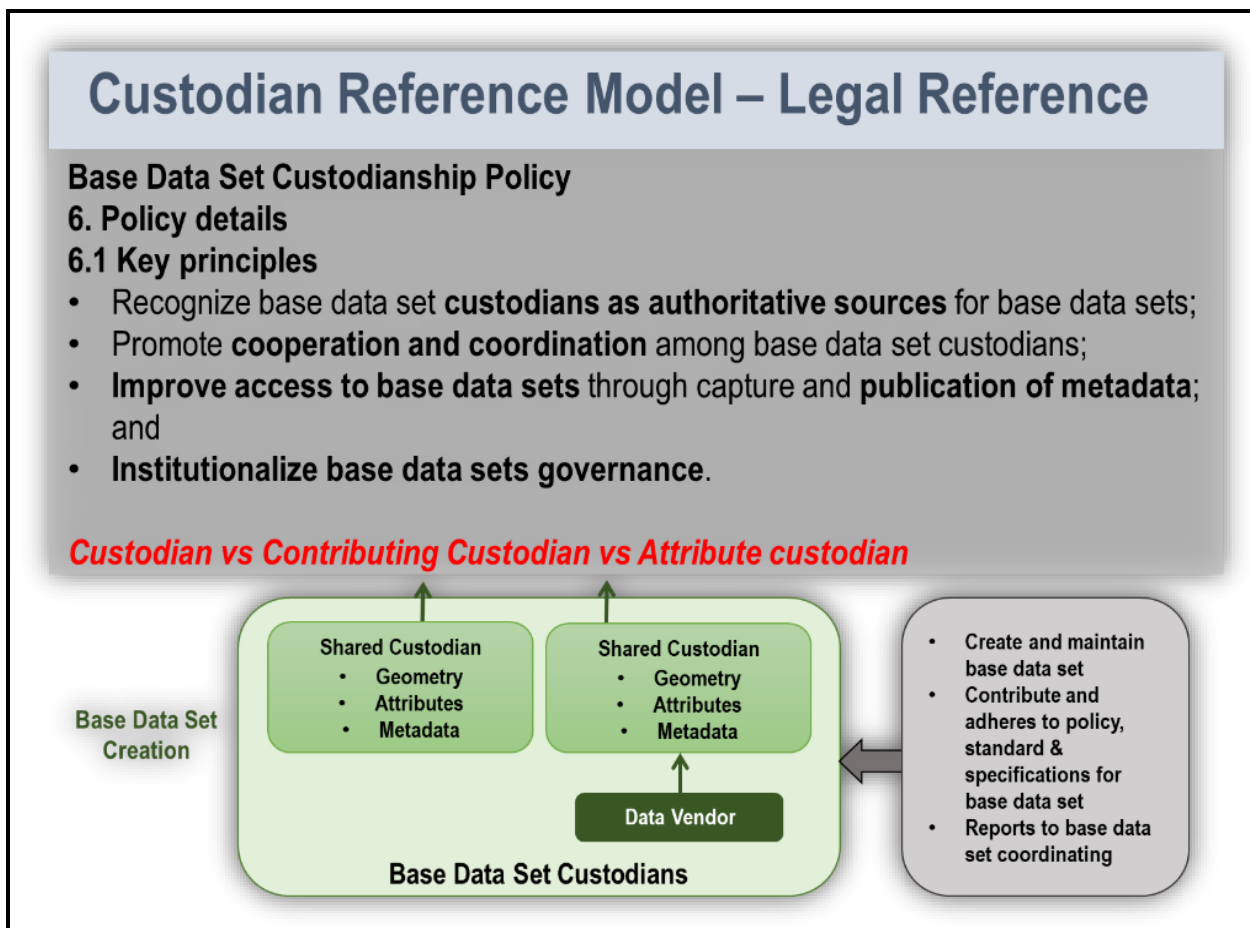 Custodian Reference Model – Legal Reference
Base Data Set Custodianship Policy
6. Policy details
6.1 Key principles
• Recognize base data set custodians as authoritative sources for base data sets;
• Promote cooperation and coordination among base data set custodians;
• Improve access to base data sets through capture and publication of metadata;
and
• Institutionalize base data sets governance.
Custodian vs Contributing Custodian vs Attribute custodian
Base Data Set
Creation
Shared Custodian
• Geometry
• Attributes
• Metadata
Shared Custodian
• Geometry
• Attributes
• Metadata
Data Vendor
Base Data Set Custodians
• Create and maintain
base data set
• Contribute and
adheres to policy,
standard &
specifications for
base data set
• Reports to base data
set coordinating